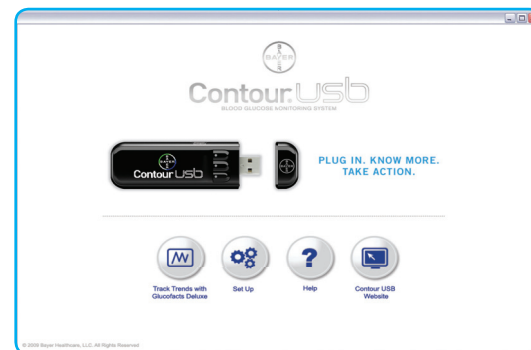 BAYER
Contour® USB
BLOOD GLUCOSE MONITORING SYSTEM
BAYER
Contour USB
PLUG IN. KNOW MORE.
TAKE ACTION.
Track Trends with
Glucofacts Deluxe
Set Up
Help
Contour USB
Website
© 2009 Bayer Healthcare, LLC. All Rights Reserved